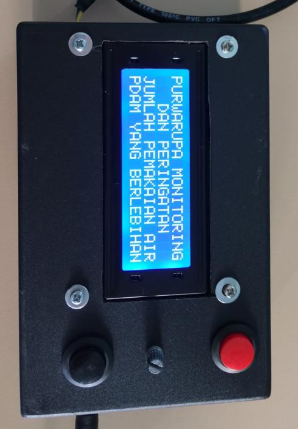 PURWARUPA MONITORING
DAN PERINGATAN
JUMLAH PEMAKAIAN AIR
PDAM YANG BERLEBIHAN